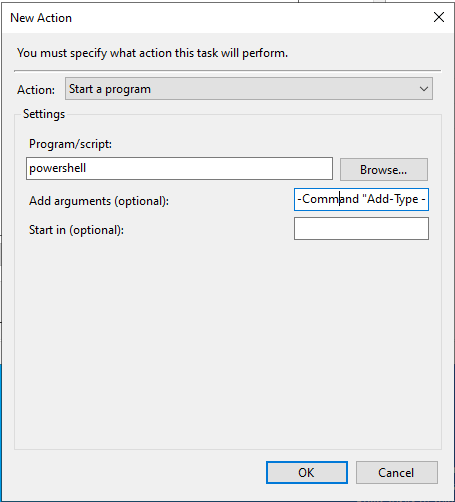 New Action
You must specify what action this task will perform.
Action: Start a program
Settings
Program/script:
powershell Browse...
Add arguments (optional): -Command "Add-Type -
Start in (optional):
OK Cancel